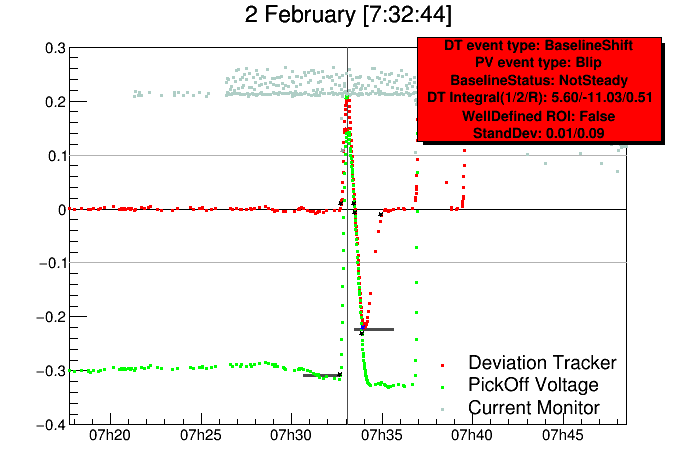 2 February [7:32:44]
DT event type: BaselineShift
PV event type: Blip
BaselineStatus: NotSteady
DT Integral(1/2/R): 5.60/-11.03/0.51
WellDefined ROI: False
StandDev: 0.01/0.09
0.3
0.2
0.1
0
−0.1
−0.2
−0.3
−0.4
Deviation Tracker
PickOff Voltage
Current Monitor
07h20 07h25 07h30 07h35 07h40 07h45